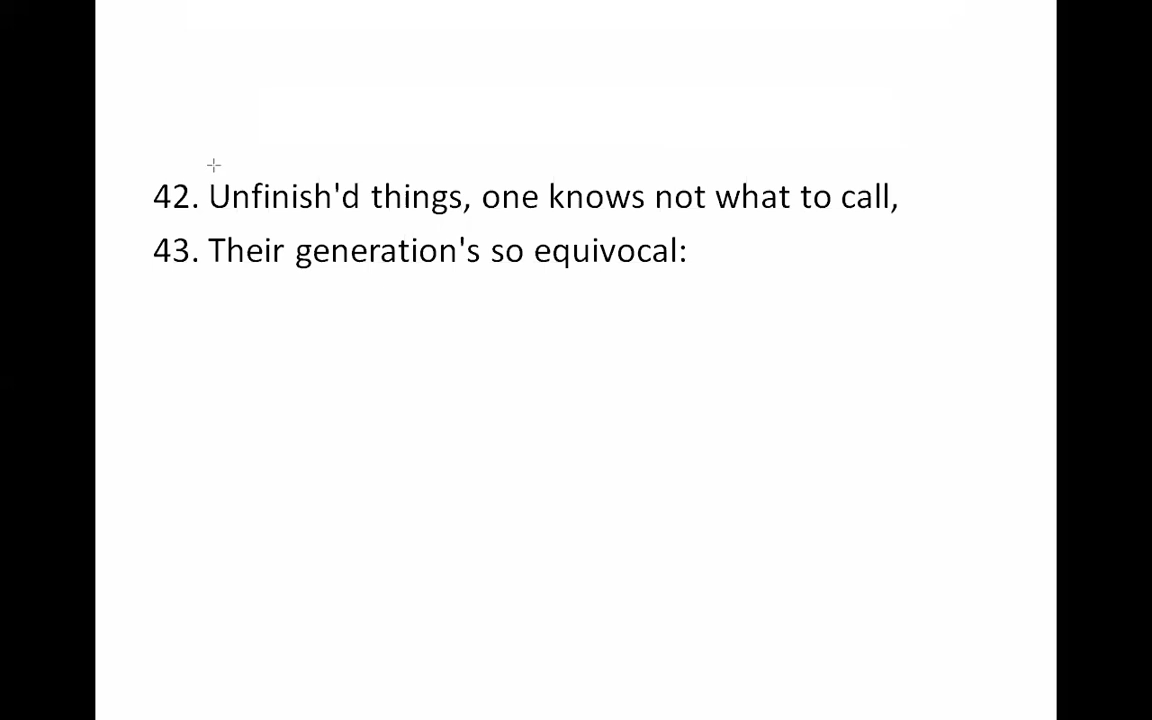 42. Unfinish'd things, one knows not what to call,
43. Their generation's so equivocal: